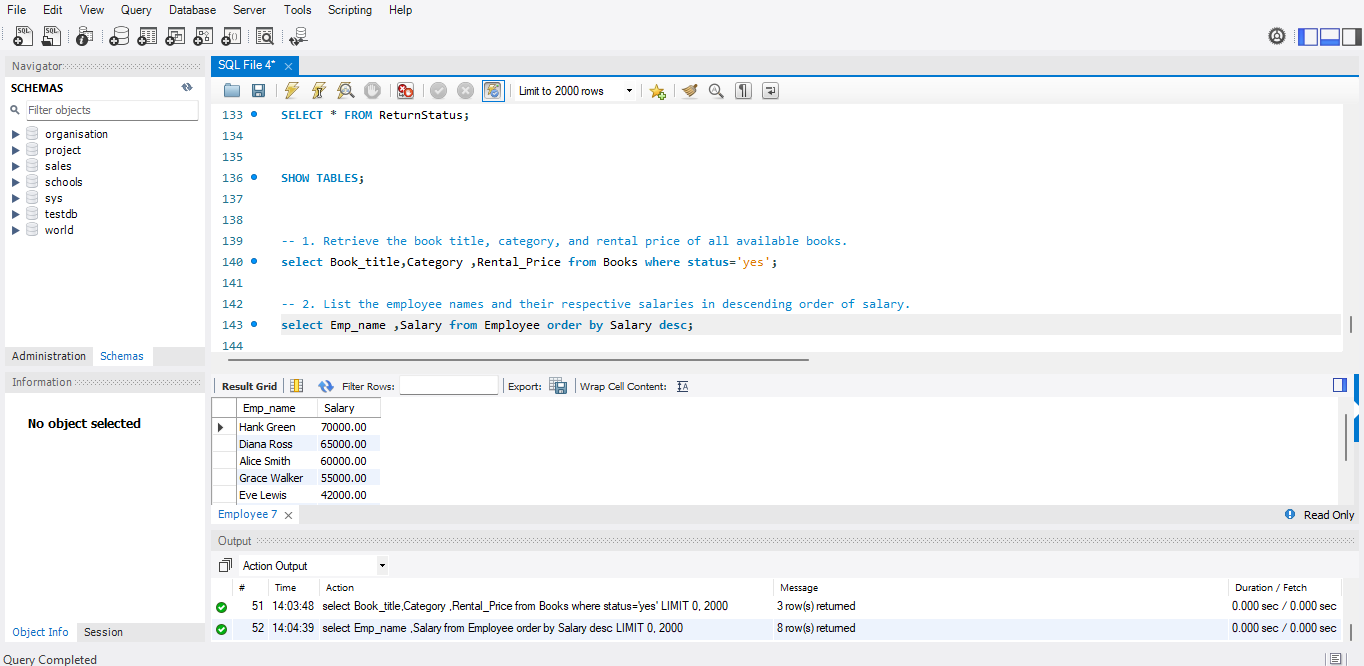 File Edit View Query Database Server Tools Scripting Help
Navigator
SCHEMAS
Filter objects
organisation
project
sales
schools
sys
testdb
world
Administration Schemas
Information
No object selected
Object Info Session
SQL File 4*
Limit to 2000 rows
133 SELECT * FROM ReturnStatus;
134
135
136 SHOW TABLES;
137
138
139 -- 1. Retrieve the book title, category, and rental price of all available books.
140 select Book_title,Category ,Rental_Price from Books where status='yes';
141
142 -- 2. List the employee names and their respective salaries in descending order of salary.
143 select Emp_name ,Salary from Employee order by Salary desc;
144
Result Grid Filter Rows: Export: Wrap Cell Content:
Emp_name Salary
Hank Green 70000.00
Diana Ross 65000.00
Alice Smith 60000.00
Grace Walker 55000.00
Eve Lewis 42000.00
Employee 7 Read Only
Output
Action Output
# Time Action Message Duration / Fetch
51 14:03:48 select Book_title,Category ,Rental_Price from Books where status='yes' LIMIT 0, 2000 3 row(s) returned 0.000 sec / 0.000 sec
52 14:04:39 select Emp_name ,Salary from Employee order by Salary desc LIMIT 0, 2000 8 row(s) returned 0.000 sec / 0.000 sec
Query Completed